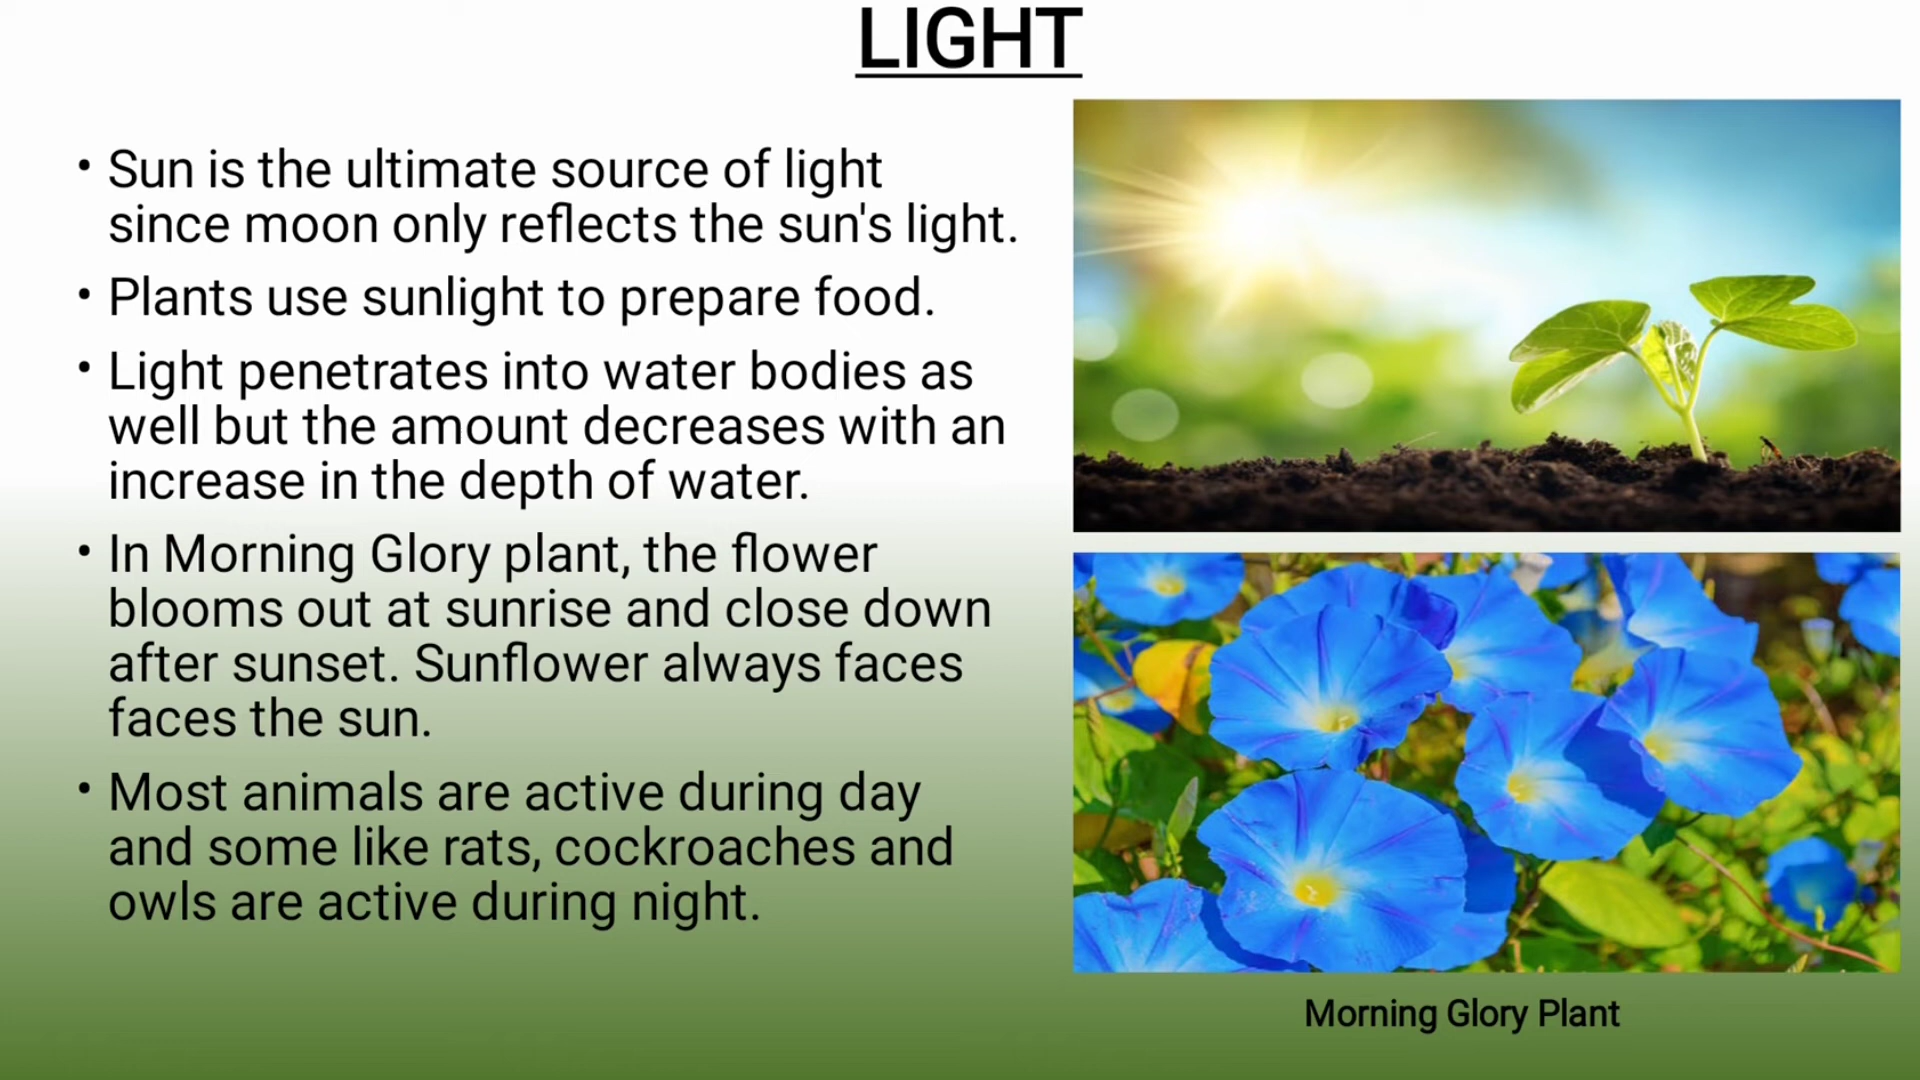 LIGHT
• Sun is the ultimate source of light
since moon only reflects the sun's light.
• Plants use sunlight to prepare food.
• Light penetrates into water bodies as
well but the amount decreases with an
increase in the depth of water.
• In Morning Glory plant, the flower
blooms out at sunrise and close down
after sunset. Sunflower always faces
faces the sun.
• Most animals are active during day
and some like rats, cockroaches and
owls are active during night.
Morning Glory Plant